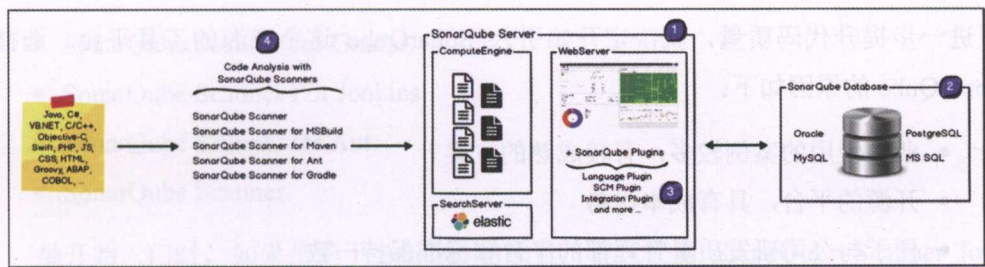 4
Code Analysis with
SonarQube Scanners
SonarQube Scanner
SonarQube Scanner for MSBuild
SonarQube Scanner for Maven
SonarQube Scanner for Ant
SonarQube Scanner for Gradle
Java, C#,
VB.NET, C/C++,
Objective-C,
Swift, PHP, JS,
CSS, HTML,
Groovy, ABAP,
COBOL, ...
SonarQube Server
1
ComputeEngine
SearchServer
elastic
WebServer
+ SonarQube Plugins
Language Plugin
SCM Plugin
Integration Plugin
and more ...
3
SonarQube Database
2
Oracle
MySQL
PostgreSQL
MS SQL